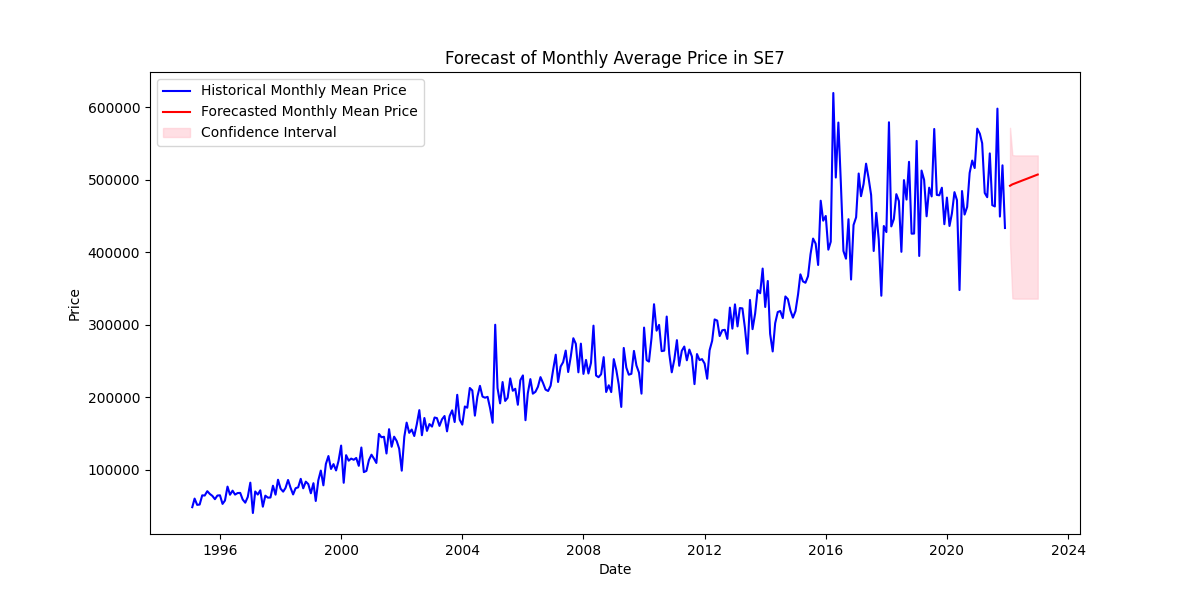 Forecast of Monthly Average Price in SE7
Historical Monthly Mean Price
Forecasted Monthly Mean Price
Confidence Interval
Price
600000
500000
400000
300000
200000
100000
1996 2000 2004 2008 2012 2016 2020 2024
Date